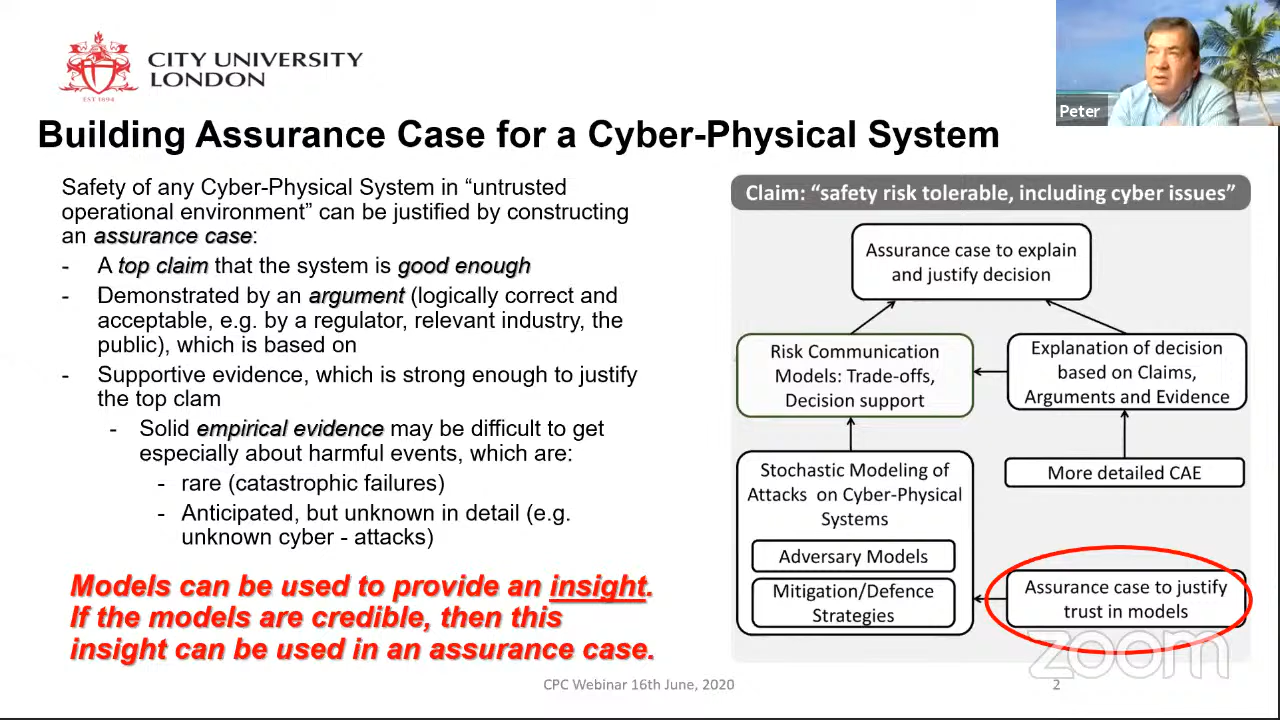 CITY UNIVERSITY
LONDON
EST 1894
Peter
Building Assurance Case for a Cyber-Physical System
Safety of any Cyber-Physical System in “untrusted
operational environment” can be justified by constructing
an assurance case:
- A top claim that the system is good enough
- Demonstrated by an argument (logically correct and
acceptable, e.g. by a regulator, relevant industry, the
public), which is based on
- Supportive evidence, which is strong enough to justify
the top clam
- Solid empirical evidence may be difficult to get
especially about harmful events, which are:
- rare (catastrophic failures)
- Anticipated, but unknown in detail (e.g.
unknown cyber - attacks)
Models can be used to provide an insight.
If the models are credible, then this
insight can be used in an assurance case.
Claim: “safety risk tolerable, including cyber issues”
Assurance case to explain
and justify decision
Risk Communication
Models: Trade-offs,
Decision support
Explanation of decision
based on Claims,
Arguments and Evidence
Stochastic Modeling of
Attacks on Cyber-Physical
Systems
Adversary Models
Mitigation/Defence
Strategies
More detailed CAE
Assurance case to justify
trust in models
zoom
CPC Webinar 16th June, 2020
2